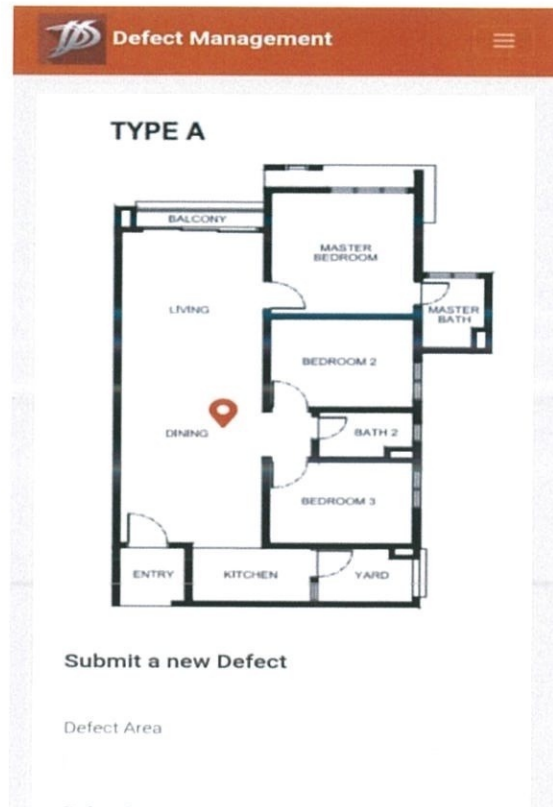 Defect Management
TYPE A
BALCONY
MASTER
BEDROOM
LIVING
MASTER
BATH
BEDROOM 2
DINING
BATH 2
BEDROOM 3
ENTRY
KITCHEN
YARD
Submit a new Defect
Defect Area